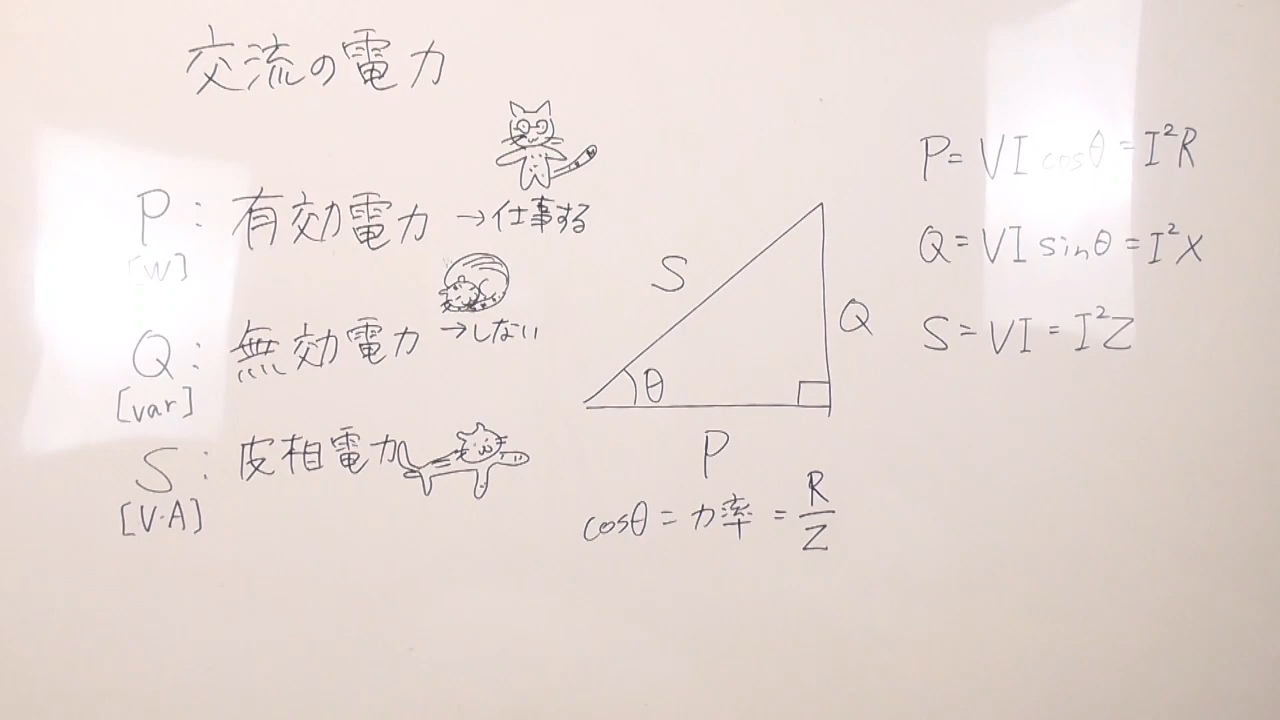 交流の電力
P: 有効電力 →仕事する
[W]
Q: 無効電力 →しない
[var]
S: 皮相電力
[V・A]
S
Q
θ
P
cosθ = 力率 = R/Z
P = VI cosθ = I²R
Q = VI sinθ = I²X
S = VI = I²Z